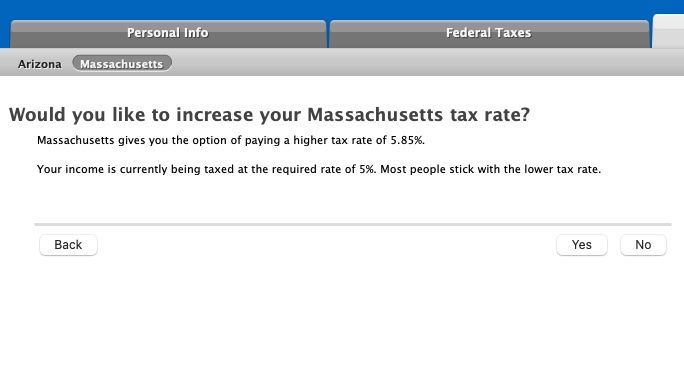 Personal Info
Federal Taxes
Arizona
Massachusetts
Would you like to increase your Massachusetts tax rate?
Massachusetts gives you the option of paying a higher tax rate of 5.85%.
Your income is currently being taxed at the required rate of 5%. Most people stick with the lower tax rate.
Back
Yes
No